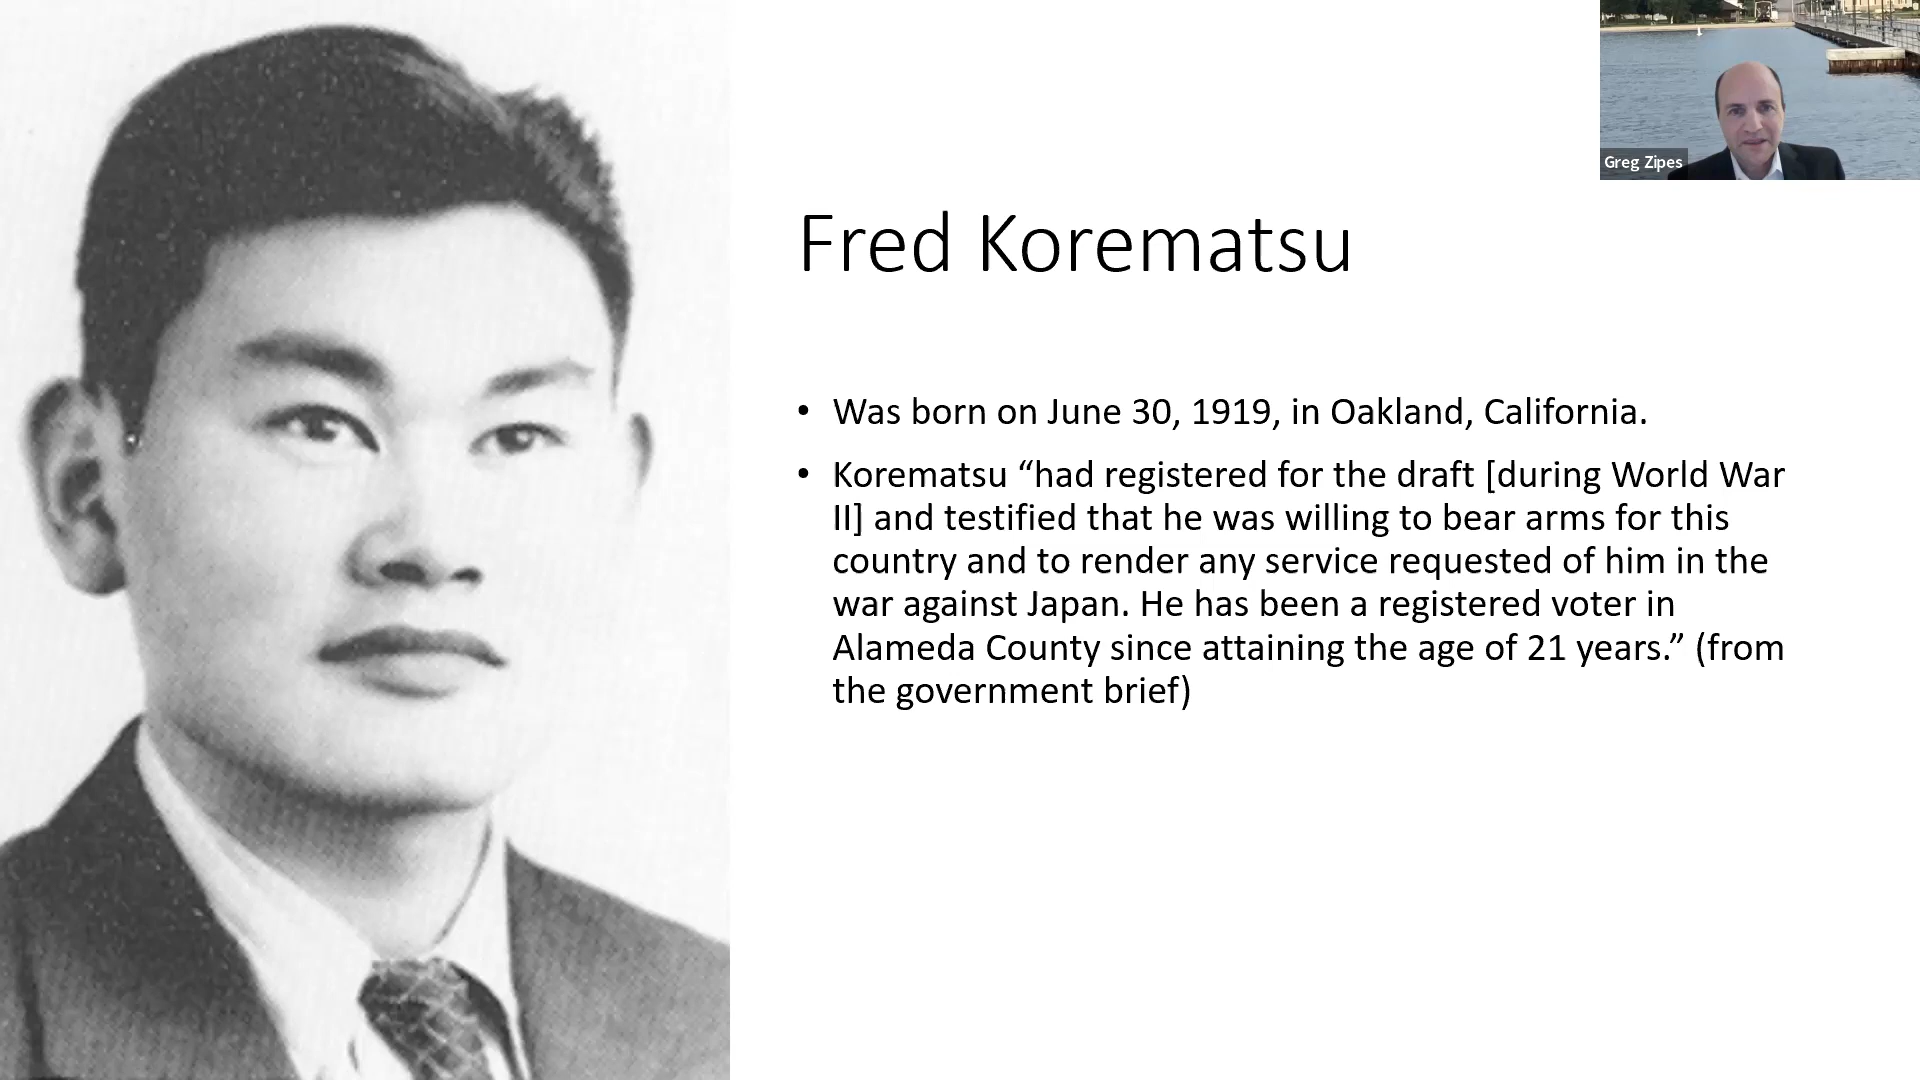 Greg Zipes
Fred Korematsu
• Was born on June 30, 1919, in Oakland, California.
• Korematsu “had registered for the draft [during World War
II] and testified that he was willing to bear arms for this
country and to render any service requested of him in the
war against Japan. He has been a registered voter in
Alameda County since attaining the age of 21 years.” (from
the government brief)